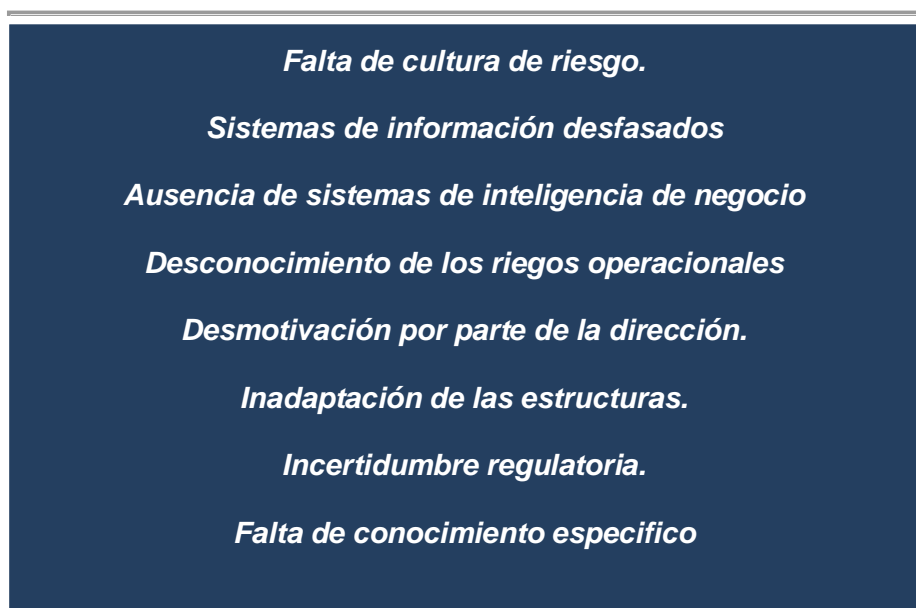 Falta de cultura de riesgo.
Sistemas de información desfasados
Ausencia de sistemas de inteligencia de negocio
Desconocimiento de los riegos operacionales
Desmotivación por parte de la dirección.
Inadaptación de las estructuras.
Incertidumbre regulatoria.
Falta de conocimiento especifico